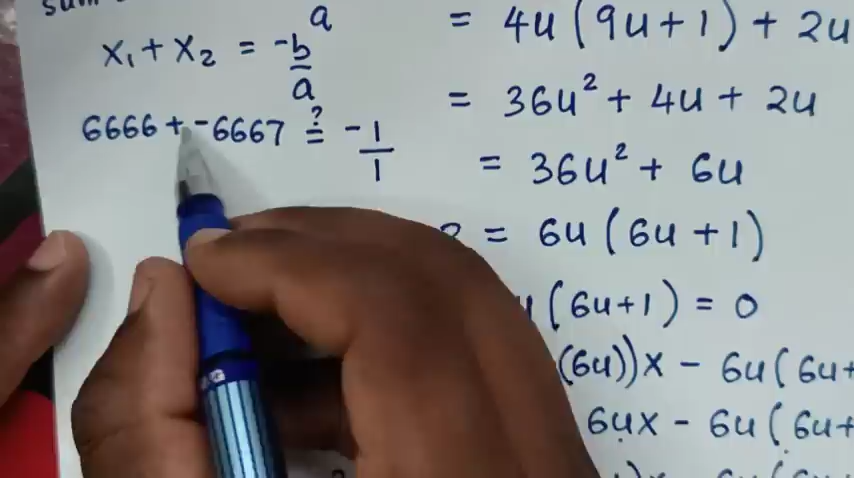 sum
a
x₁ + x₂ = -b/a
6666 + -6667 ≟ -1/1
= 4u(9u+1) + 2u
= 36u² + 4u + 2u
= 36u² + 6u
= 6u(6u+1)
(6u+1) = 0
(6u))x - 6u(6u+
6ux - 6u(6u+